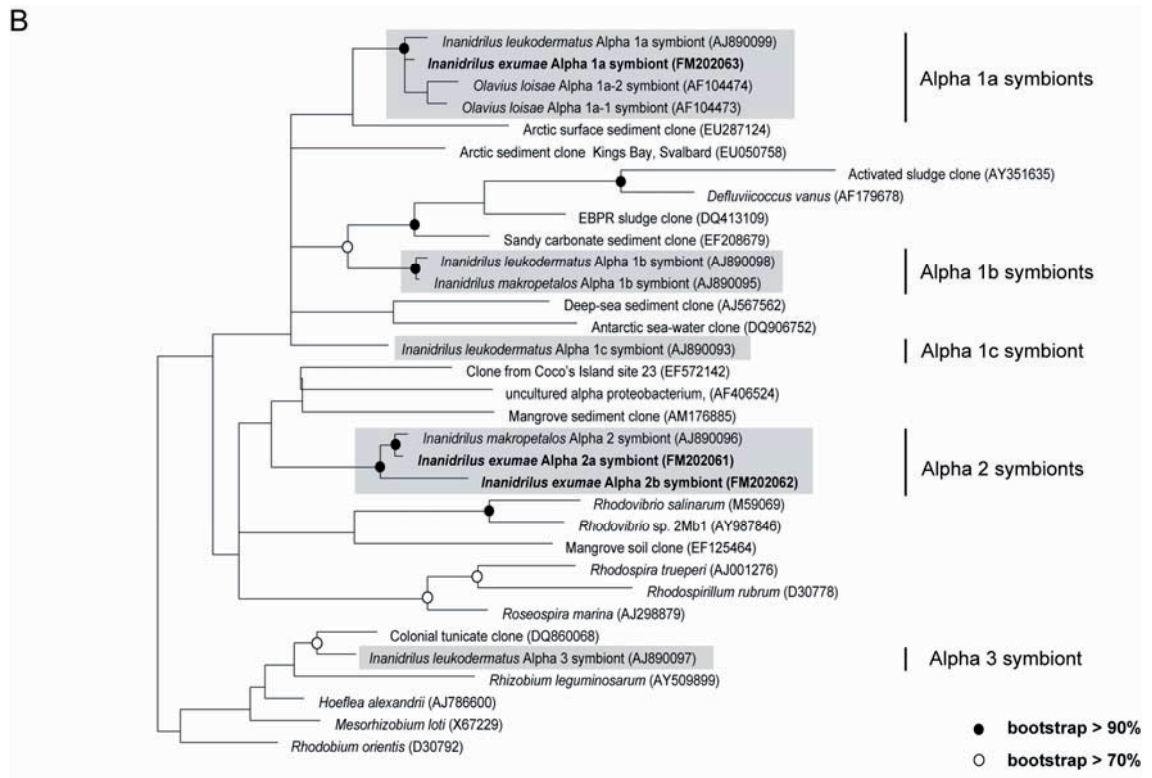 B
Inanidrilus leukodermatus Alpha 1a symbiont (AJ890099)
Inanidrilus exumae Alpha 1a symbiont (FM202063)
Olavius loisae Alpha 1a-2 symbiont (AF104474)
Olavius loisae Alpha 1a-1 symbiont (AF104473)
Alpha 1a symbionts
Arctic surface sediment clone (EU287124)
Arctic sediment clone Kings Bay, Svalbard (EU050758)
Activated sludge clone (AY351635)
Defluviicoccus vanus (AF179678)
EBPR sludge clone (DQ413109)
Sandy carbonate sediment clone (EF208679)
Inanidrilus leukodermatus Alpha 1b symbiont (AJ890098)
Inanidrilus makropetalos Alpha 1b symbiont (AJ890095)
Alpha 1b symbionts
Deep-sea sediment clone (AJ567562)
Antarctic sea-water clone (DQ906752)
Inanidrilus leukodermatus Alpha 1c symbiont (AJ890093)
Alpha 1c symbiont
Clone from Coco's Island site 23 (EF572142)
uncultured alpha proteobacterium, (AF406524)
Mangrove sediment clone (AM176885)
Inanidrilus makropetalos Alpha 2 symbiont (AJ890096)
Inanidrilus exumae Alpha 2a symbiont (FM202061)
Inanidrilus exumae Alpha 2b symbiont (FM202062)
Alpha 2 symbionts
Rhodovibrio salinarum (M59069)
Rhodovibrio sp. 2Mb1 (AY987846)
Mangrove soil clone (EF125464)
Rhodospira trueperi (AJ001276)
Rhodospirillum rubrum (D30778)
Roseospira marina (AJ298879)
Colonial tunicate clone (DQ860068)
Inanidrilus leukodermatus Alpha 3 symbiont (AJ890097)
Alpha 3 symbiont
Rhizobium leguminosarum (AY509899)
Hoeflea alexandrii (AJ786600)
Mesorhizobium loti (X67229)
Rhodobium orientis (D30792)
bootstrap > 90%
bootstrap > 70%